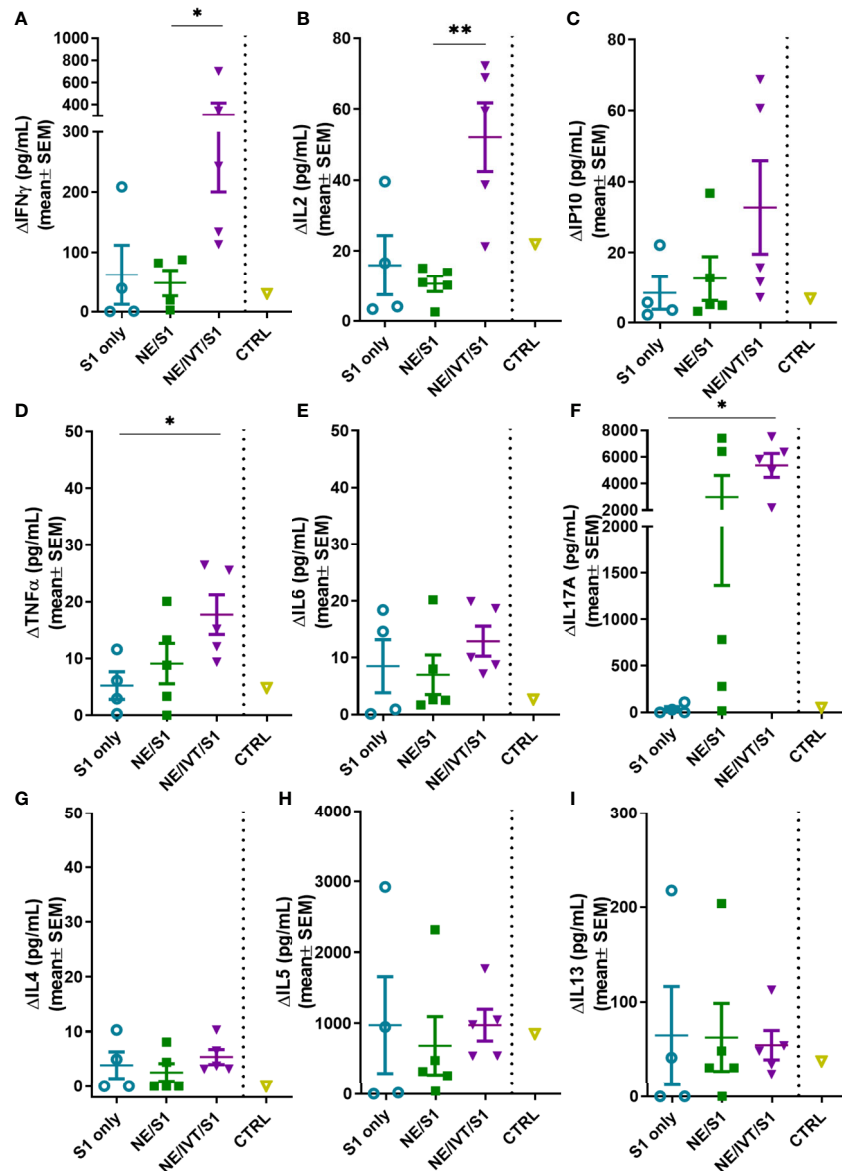 A
*
ΔIFNγ (pg/mL)
(mean± SEM)
1000
800
600
400
300
200
100
0
S1 only
NE/S1
NE/IVT/S1
CTRL
B
**
ΔIL2 (pg/mL)
(mean± SEM)
80
60
40
20
0
S1 only
NE/S1
NE/IVT/S1
CTRL
C
ΔIP10 (pg/mL)
(mean± SEM)
80
60
40
20
0
S1 only
NE/S1
NE/IVT/S1
CTRL
D
*
ΔTNFα (pg/mL)
(mean± SEM)
50
40
30
20
10
0
S1 only
NE/S1
NE/IVT/S1
CTRL
E
ΔIL6 (pg/mL)
(mean± SEM)
50
40
30
20
10
0
S1 only
NE/S1
NE/IVT/S1
CTRL
F
*
ΔIL17A (pg/mL)
(mean± SEM)
8000
6000
4000
2000
2000
1500
1000
500
0
S1 only
NE/S1
NE/IVT/S1
CTRL
G
ΔIL4 (pg/mL)
(mean± SEM)
50
40
30
20
10
0
S1 only
NE/S1
NE/IVT/S1
CTRL
H
ΔIL5 (pg/mL)
(mean± SEM)
4000
3000
2000
1000
0
S1 only
NE/S1
NE/IVT/S1
CTRL
I
ΔIL13 (pg/mL)
(mean± SEM)
300
200
100
0
S1 only
NE/S1
NE/IVT/S1
CTRL